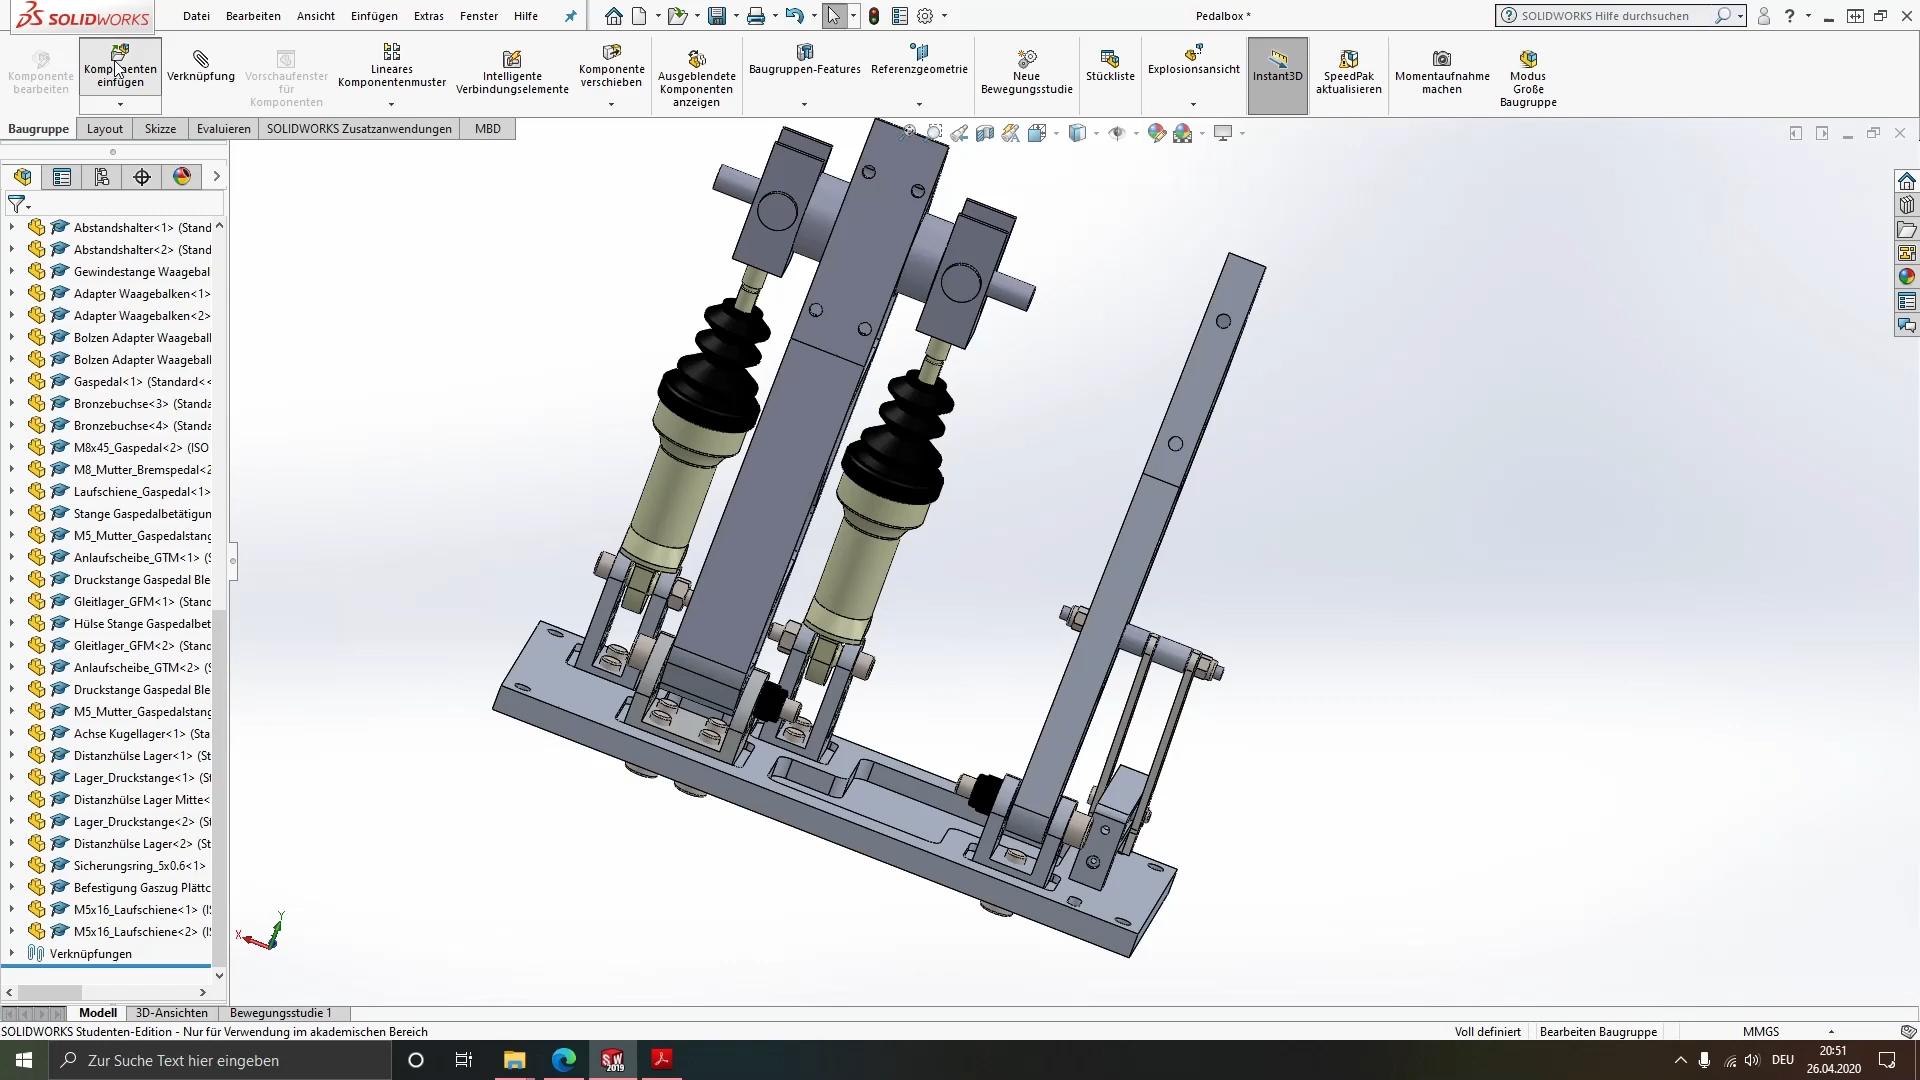 SOLIDWORKS
Datei Bearbeiten Ansicht Einfügen Extras Fenster Hilfe
Pedalbox *
SOLIDWORKS Hilfe durchsuchen
Komponente bearbeiten
Komponenten einfügen
Verknüpfung
Vorschaufenster für Komponenten
Lineares Komponentenmuster
Intelligente Verbindungselemente
Komponente verschieben
Ausgeblendete Komponenten anzeigen
Baugruppen-Features
Referenzgeometrie
Neue Bewegungsstudie
Stückliste
Explosionsansicht
Instant3D
SpeedPak aktualisieren
Momentaufnahme machen
Modus Große Baugruppe
Baugruppe Layout Skizze Evaluieren SOLIDWORKS Zusatzanwendungen MBD
Abstandshalter<1> (Stand
Abstandshalter<2> (Stand
Gewindestange Waagebal
Adapter Waagebalken<1>
Adapter Waagebalken<2>
Bolzen Adapter Waageball
Bolzen Adapter Waageball
Gaspedal<1> (Standard<<
Bronzebuchse<3> (Standa
Bronzebuchse<4> (Standa
M8x45_Gaspedal<2> (ISO
M8_Mutter_Bremspedal<2
Laufschiene_Gaspedal<1>
Stange Gaspedalbetätigun
M5_Mutter_Gaspedalstang
Anlaufscheibe_GTM<1> (S
Druckstange Gaspedal Ble
Gleitlager_GFM<1> (Stand
Hülse Stange Gaspedalbet
Gleitlager_GFM<2> (Stand
Anlaufscheibe_GTM<2> (S
Druckstange Gaspedal Ble
M5_Mutter_Gaspedalstang
Achse Kugellager<1> (Sta
Distanzhülse Lager<1> (St
Lager_Druckstange<1> (St
Distanzhülse Lager Mitte<
Lager_Druckstange<2> (St
Distanzhülse Lager<2> (St
Sicherungsring_5x0.6<1>
Befestigung Gaszug Plättc
M5x16_Laufschiene<1> (I
M5x16_Laufschiene<2> (I
Verknüpfungen
Y
X
Modell 3D-Ansichten Bewegungsstudie 1
SOLIDWORKS Studenten-Edition - Nur für Verwendung im akademischen Bereich
Voll definiert Bearbeiten Baugruppe MMGS
Zur Suche Text hier eingeben
SW 2019
DEU
20:51
26.04.2020